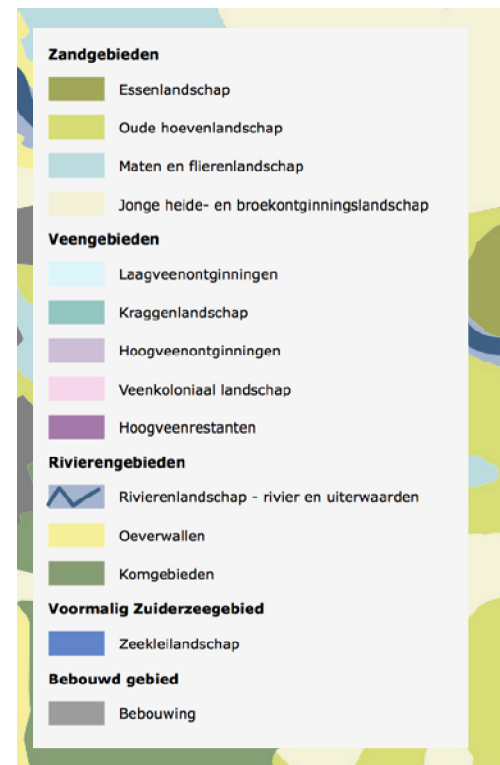 Zandgebieden
Essenlandschap
Oude hoevenlandschap
Maten en flierenlandschap
Jonge heide- en broekontginningslandschap
Veengebieden
Laagveenontginningen
Kraggenlandschap
Hoogveenontginningen
Veenkoloniaal landschap
Hoogveenrestanten
Rivierengebieden
Rivierenlandschap - rivier en uiterwaarden
Oeverwallen
Komgebieden
Voormalig Zuiderzeegebied
Zeekleilandschap
Bebouwd gebied
Bebouwing